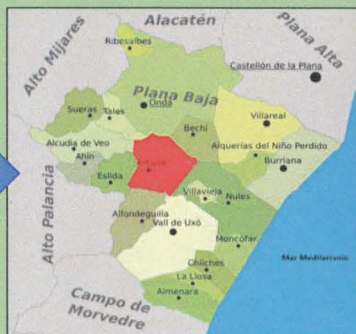 Alto Mijares
Alacatén
Plana Alta
Ribesalbes
Castellón de la Plana
Plana Baja
Onda
Sueras
Tales
Villareal
Bechí
Alcudia de Veo
Alquerías del Niño Perdido
Ahín
Burriana
Eslida
Alto Palancia
Villavieja
Nules
Alfondeguilla
Vall de Uxó
Moncófar
Mar Mediterraneo
Chilches
La Llosa
Almenara
Campo de
Morvedre